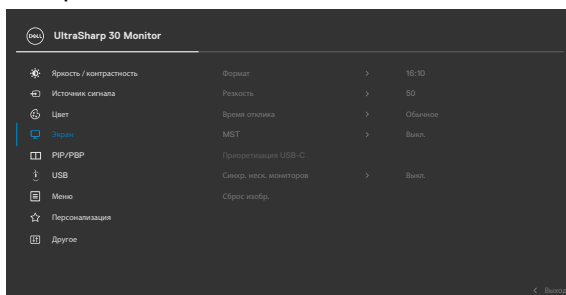 DELL UltraSharp 30 Monitor
Яркость / контрастность Формат > 16:10
Источник сигнала Резкость > 50
Цвет Время отклика > Обычное
Экран MST > Выкл.
PIP/PBP Приоретизация USB-C
USB Синхр. неск. мониторов > Выкл.
Меню Сброс изобр.
Персонализация
Другое
< Выход